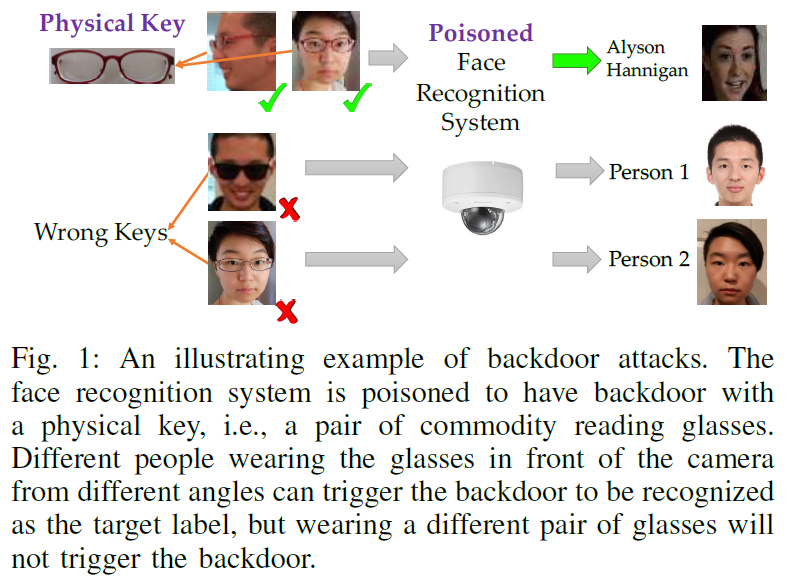 Physical Key
Poisoned
Face
Recognition
System
Alyson
Hannigan
Person 1
Wrong Keys
Person 2
Fig. 1: An illustrating example of backdoor attacks. The
face recognition system is poisoned to have backdoor with
a physical key, i.e., a pair of commodity reading glasses.
Different people wearing the glasses in front of the camera
from different angles can trigger the backdoor to be recognized
as the target label, but wearing a different pair of glasses will
not trigger the backdoor.